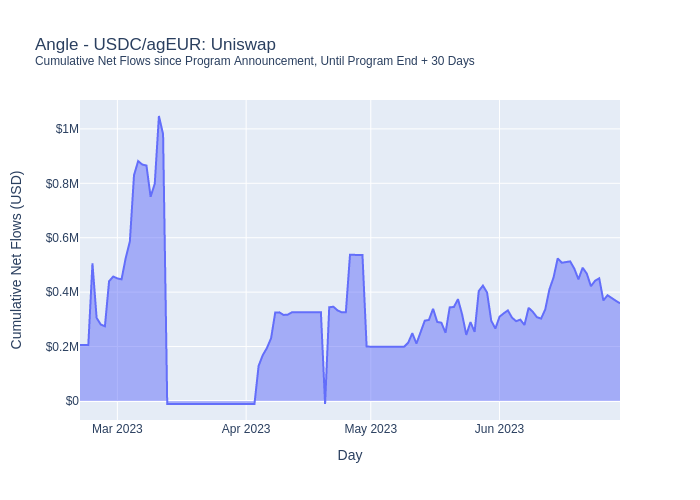 Angle - USDC/agEUR: Uniswap
Cumulative Net Flows since Program Announcement, Until Program End + 30 Days
Cumulative Net Flows (USD)
$1M
$0.8M
$0.6M
$0.4M
$0.2M
$0
Mar 2023
Apr 2023
May 2023
Jun 2023
Day